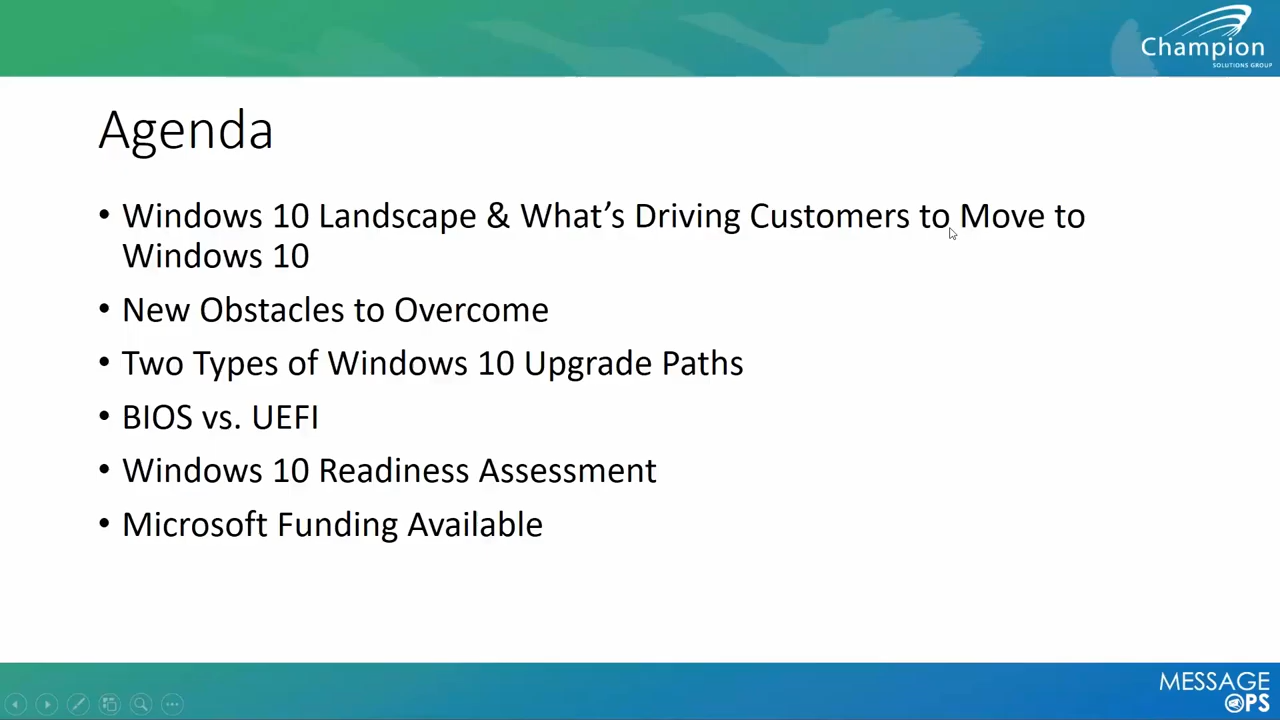 Champion
SOLUTIONS GROUP
Agenda
• Windows 10 Landscape & What’s Driving Customers to Move to
Windows 10
• New Obstacles to Overcome
• Two Types of Windows 10 Upgrade Paths
• BIOS vs. UEFI
• Windows 10 Readiness Assessment
• Microsoft Funding Available
MESSAGE
OPS